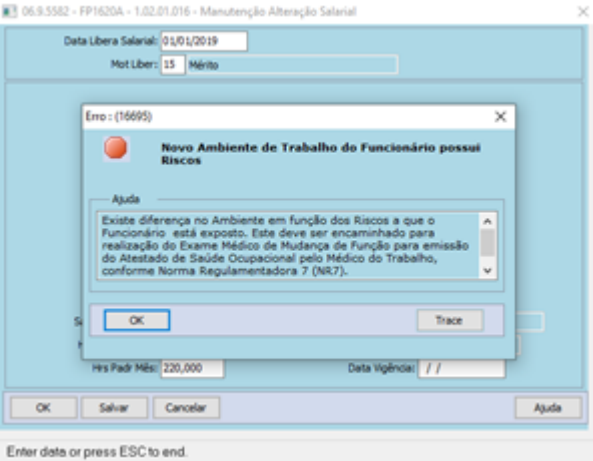 06.9.5582 - FP1620A - 1.02.01.016 - Manutenção Alteração Salarial
Data Libera Salarial: 01/01/2019
Mot Liber: 15 Mérito
Erro : (16695)
Novo Ambiente de Trabalho do Funcionário possui
Riscos
Ajuda
Existe diferença no Ambiente em função dos Riscos a que o
Funcionário está exposto. Este deve ser encaminhado para
realização do Exame Médico de Mudança de Função para emissão
do Atestado de Saúde Ocupacional pelo Médico do Trabalho,
conforme Norma Regulamentadora 7 (NR7).
OK Trace
Hrs Padr Mês: 220,000 Data Vigência: / /
OK Salvar Cancelar Ajuda
Enter data or press ESC to end.